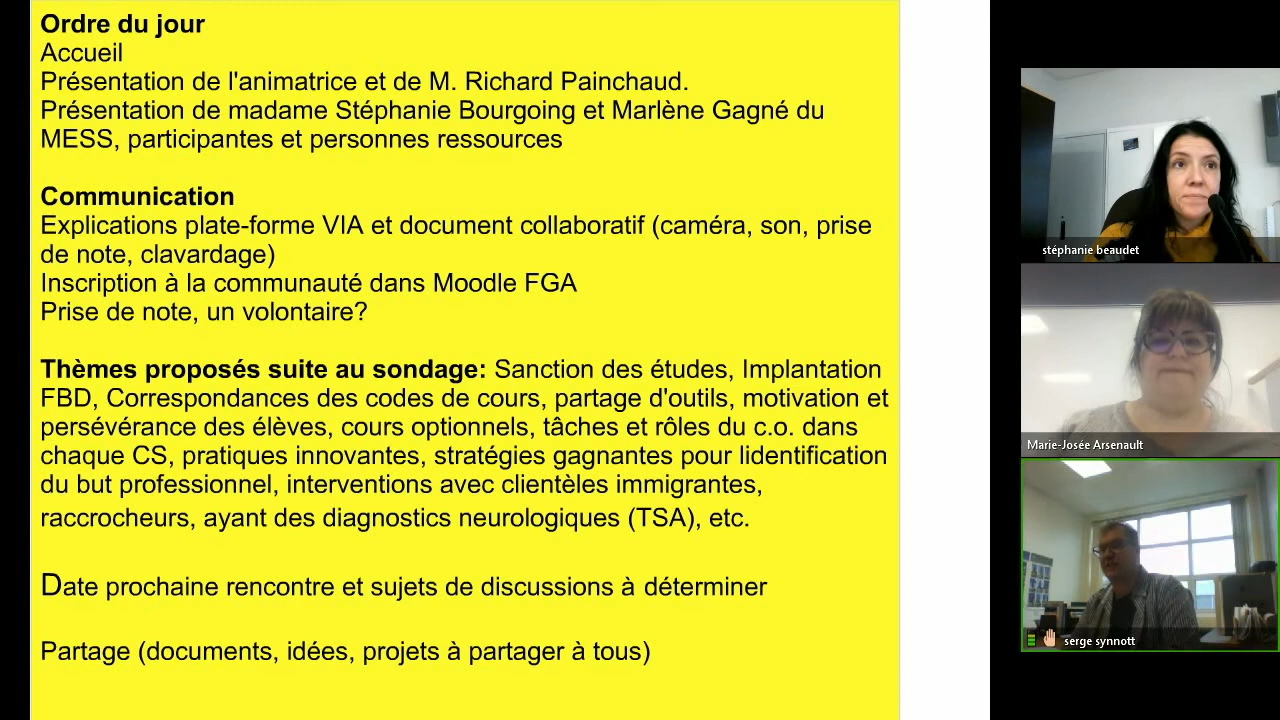 Ordre du jour
Accueil
Présentation de l'animatrice et de M. Richard Painchaud.
Présentation de madame Stéphanie Bourgoing et Marlène Gagné du
MESS, participantes et personnes ressources
Communication
Explications plate-forme VIA et document collaboratif (caméra, son, prise
de note, clavardage)
Inscription à la communauté dans Moodle FGA
Prise de note, un volontaire?
Thèmes proposés suite au sondage: Sanction des études, Implantation
FBD, Correspondances des codes de cours, partage d'outils, motivation et
persévérance des élèves, cours optionnels, tâches et rôles du c.o. dans
chaque CS, pratiques innovantes, stratégies gagnantes pour lidentification
du but professionnel, interventions avec clientèles immigrantes,
raccrocheurs, ayant des diagnostics neurologiques (TSA), etc.
Date prochaine rencontre et sujets de discussions à déterminer
Partage (documents, idées, projets à partager à tous)
stéphanie beaudet
Marie-Josée Arsenault
serge synnott